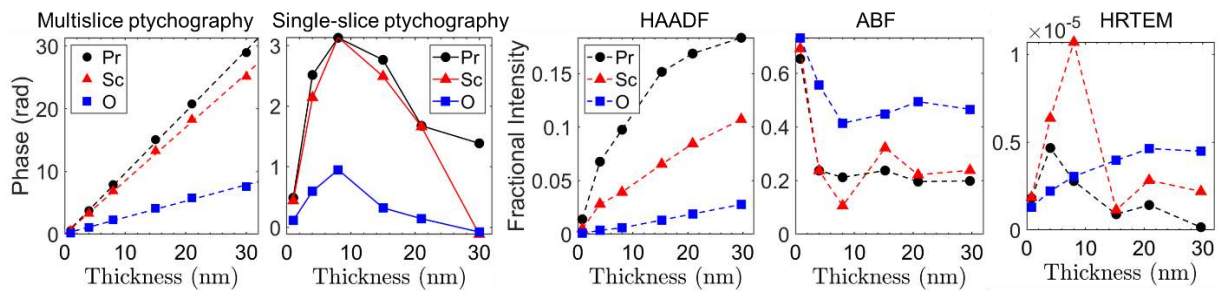 Multislice ptychography
Phase (rad)
30
20
10
0
Pr
Sc
O
0 10 20 30
Thickness (nm)
Single-slice ptychography
3
2
1
0
Pr
Sc
O
0 10 20 30
Thickness (nm)
HAADF
Fractional Intensity
0.15
0.1
0.05
0
Pr
Sc
O
0 10 20 30
Thickness (nm)
ABF
0.6
0.4
0.2
0
0 10 20 30
Thickness (nm)
HRTEM
×10⁻⁵
1
0.5
0
0 10 20 30
Thickness (nm)